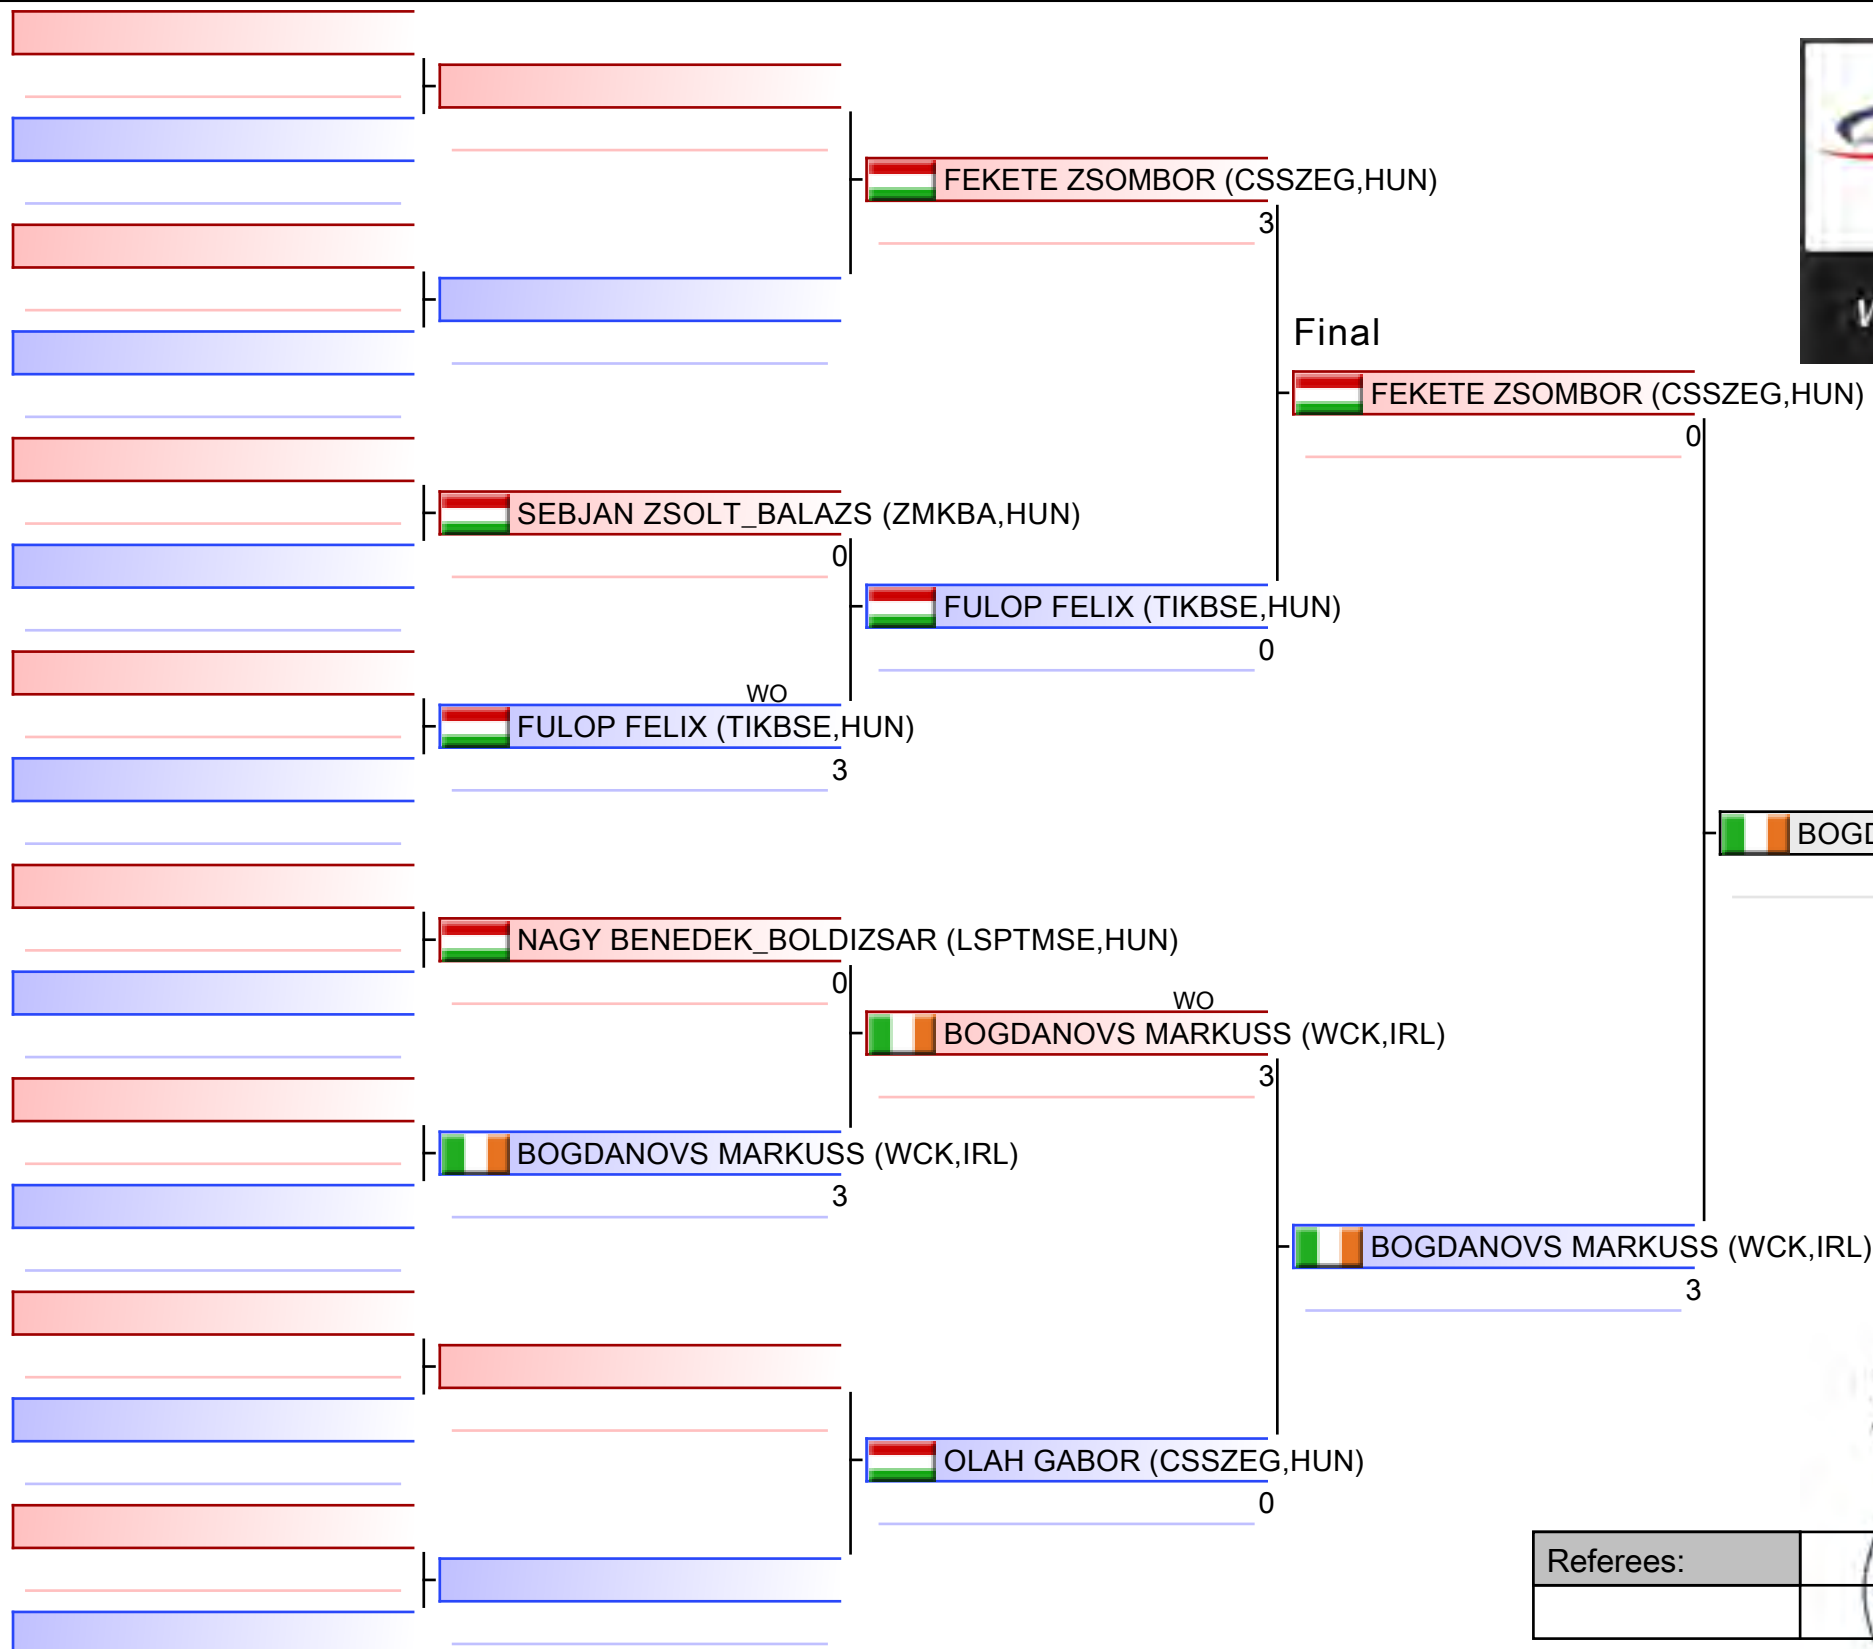 FEKETE ZSOMBOR (CSSZEG,HUN)
3
Final
FEKETE ZSOMBOR (CSSZEG,HUN)
0
SEBJAN ZSOLT_BALAZS (ZMKBA,HUN)
0
FULOP FELIX (TIKBSE,HUN)
0
WO
FULOP FELIX (TIKBSE,HUN)
3
BOGD
NAGY BENEDEK_BOLDIZSAR (LSPTMSE,HUN)
0
WO
BOGDANOVS MARKUSS (WCK,IRL)
3
BOGDANOVS MARKUSS (WCK,IRL)
3
BOGDANOVS MARKUSS (WCK,IRL)
3
OLAH GABOR (CSSZEG,HUN)
0
Referees: